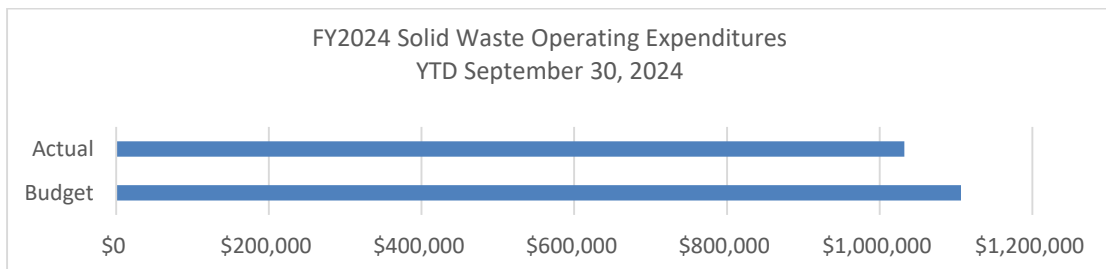 FY2024 Solid Waste Operating Expenditures
YTD September 30, 2024
Actual
Budget
$0 $200,000 $400,000 $600,000 $800,000 $1,000,000 $1,200,000